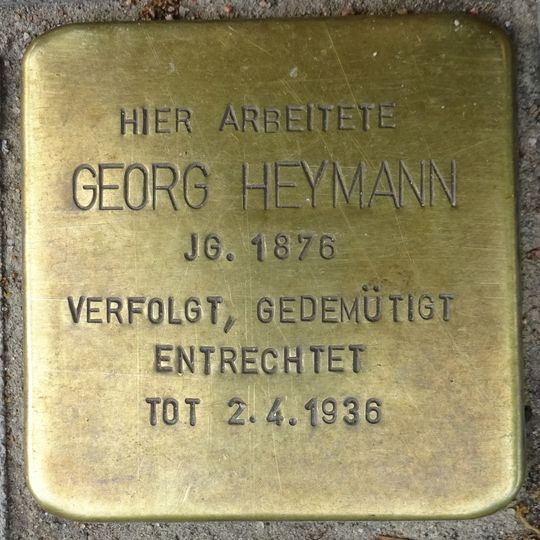 HIER ARBEITETE
GEORG HEYMANN
JG. 1876
VERFOLGT, GEDEMÜTIGT
ENTRECHTET
TOT 2.4.1936